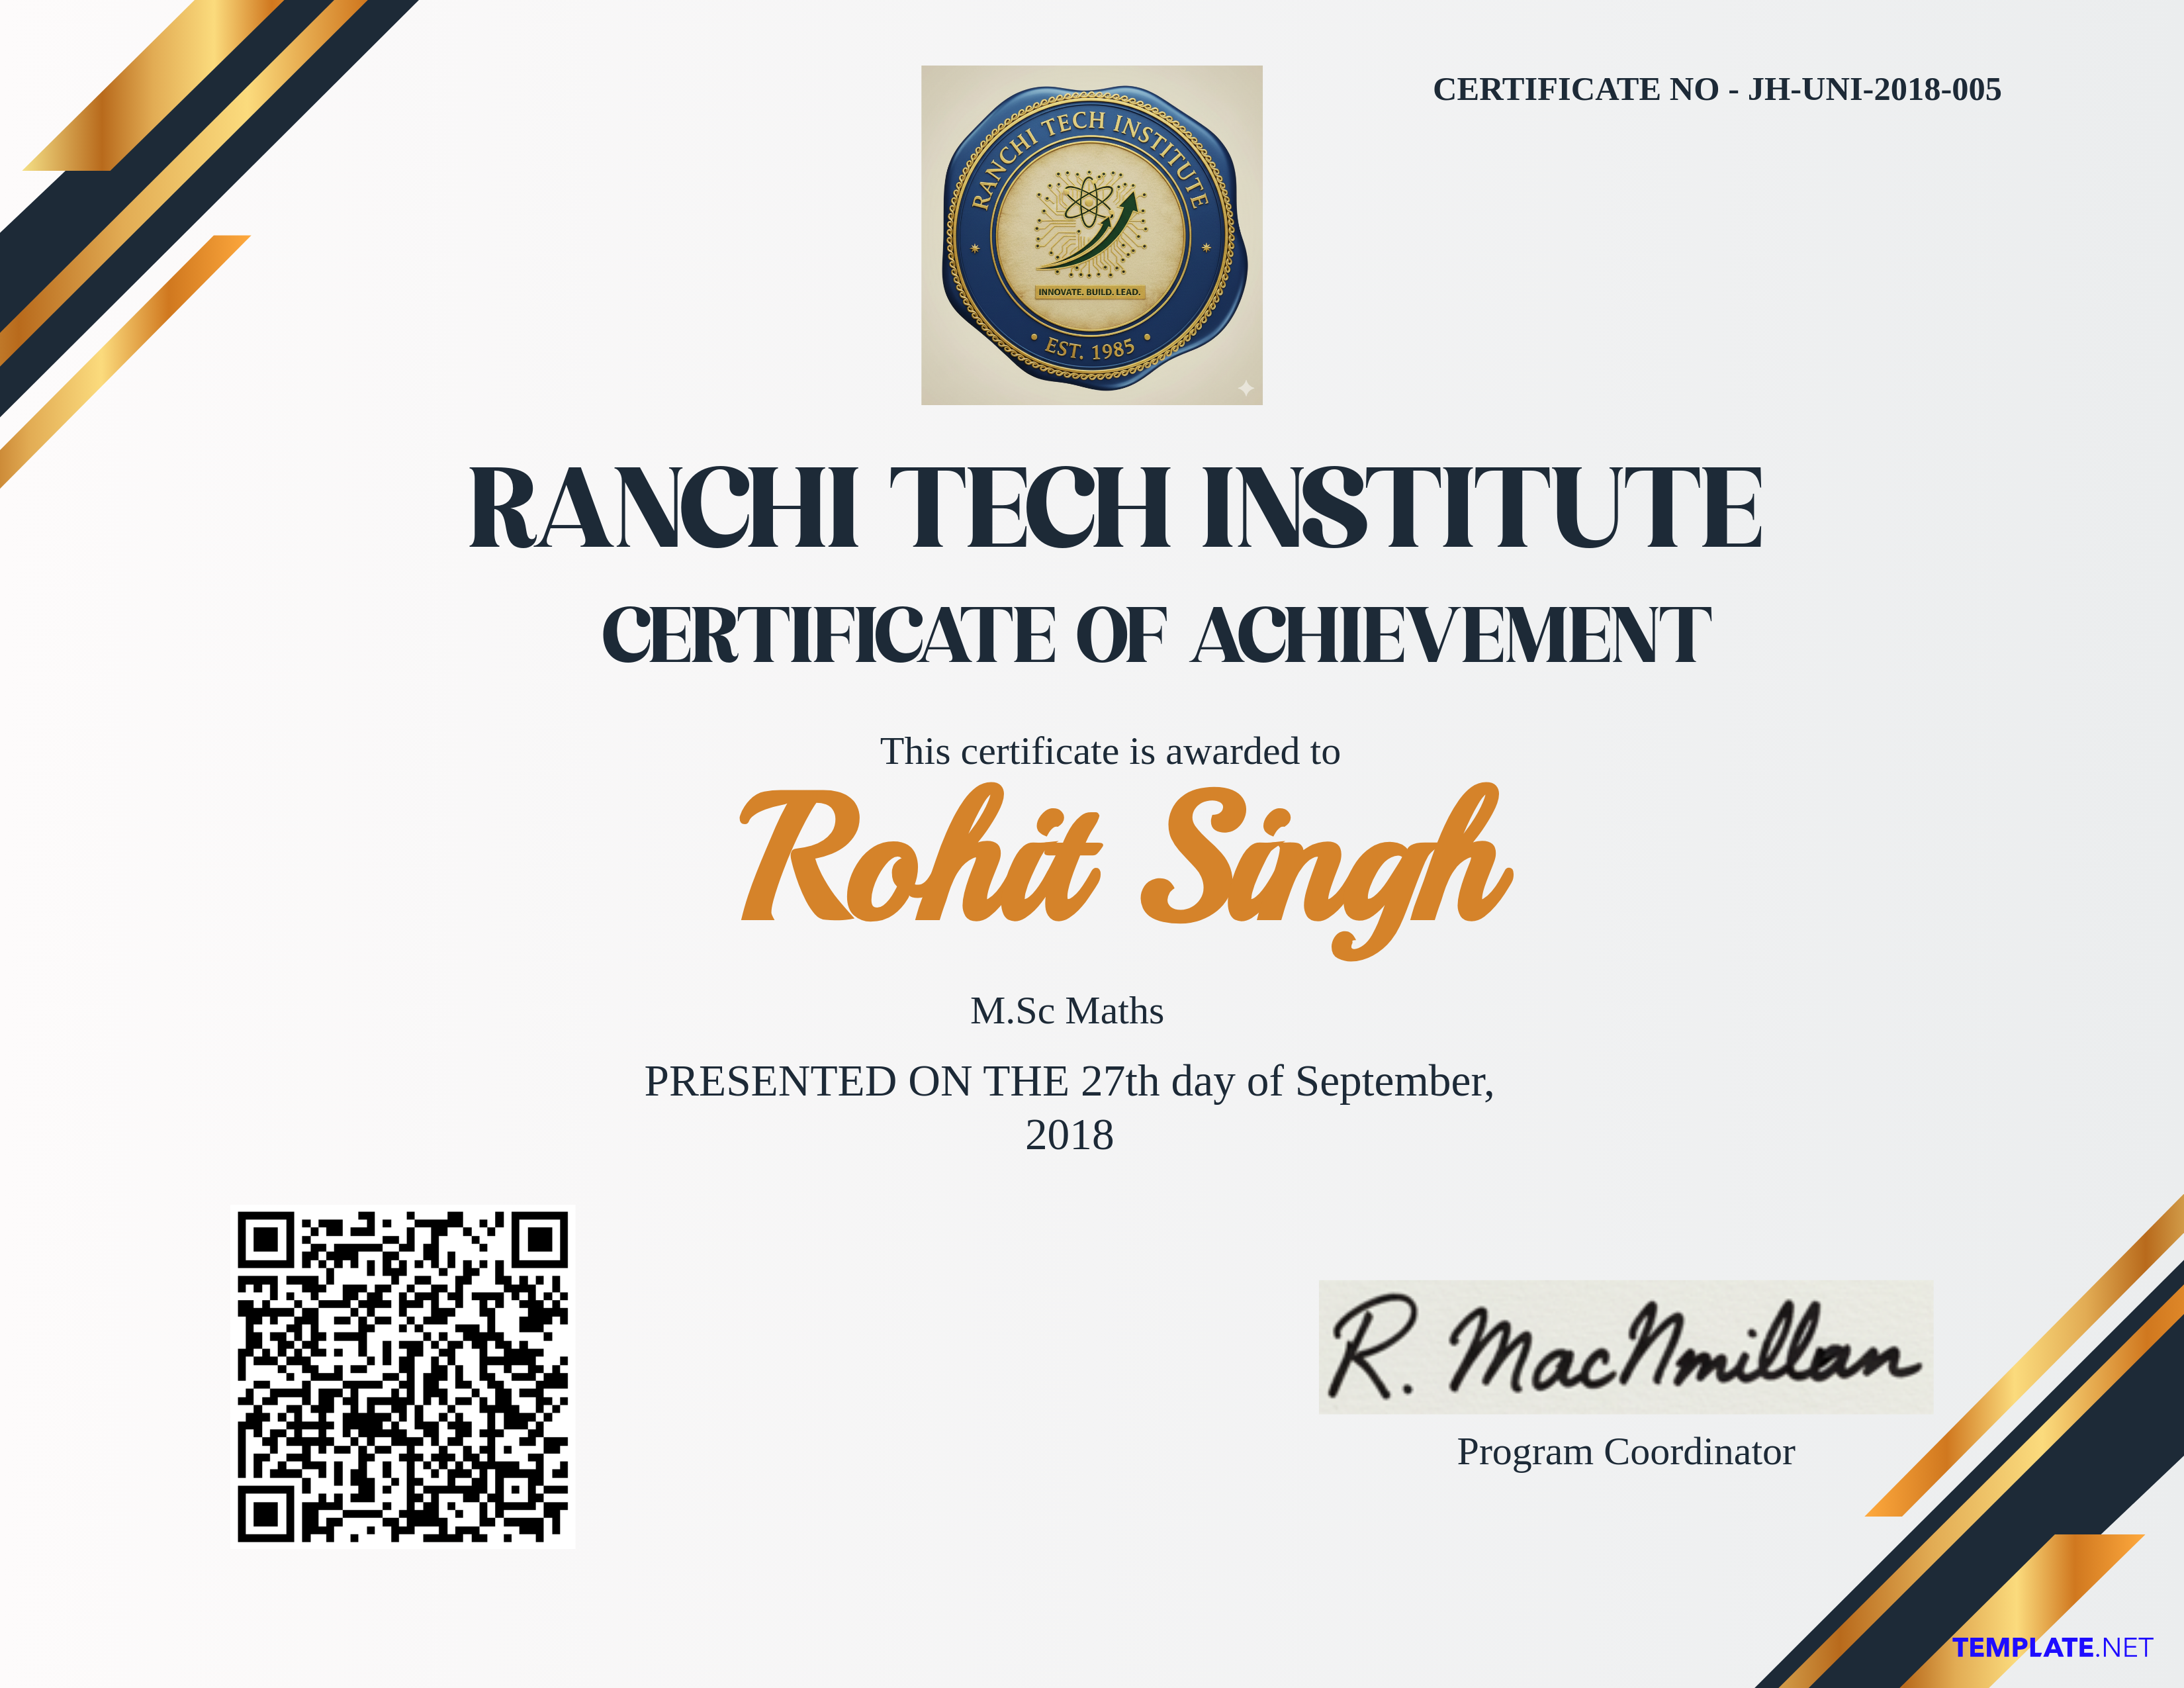 CERTIFICATE NO - JH-UNI-2018-005
RANCHI TECH INSTITUTE
INNOVATE. BUILD. LEAD.
EST. 1985
RANCHI TECH INSTITUTE
CERTIFICATE OF ACHIEVEMENT
This certificate is awarded to
Rohit Singh
M.Sc Maths
PRESENTED ON THE 27th day of September,
2018
R. MacNmillan
Program Coordinator
TEMPLATE.NET